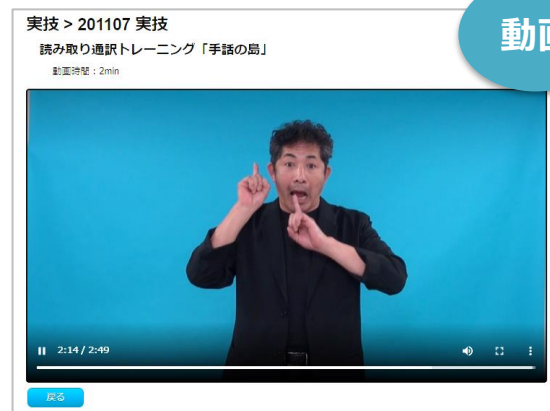 実技 > 201107 実技
動画
読み取り通訳トレーニング「手話の島」
動画時間：2min
2:14 / 2:49
戻る